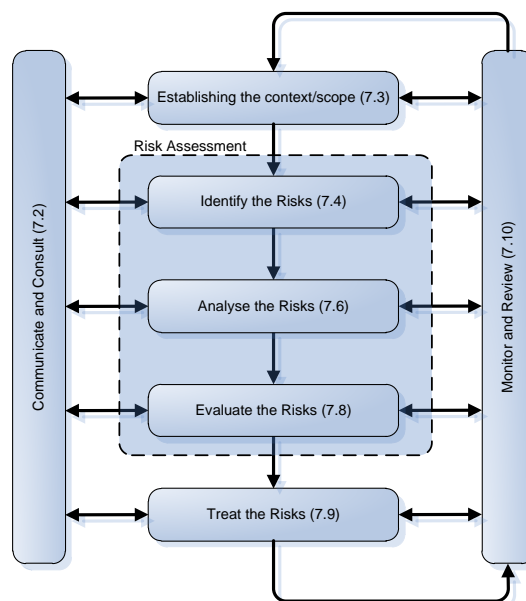 Establishing the context/scope (7.3)
Risk Assessment
Identify the Risks (7.4)
Analyse the Risks (7.6)
Evaluate the Risks (7.8)
Treat the Risks (7.9)
Communicate and Consult (7.2)
Monitor and Review (7.10)